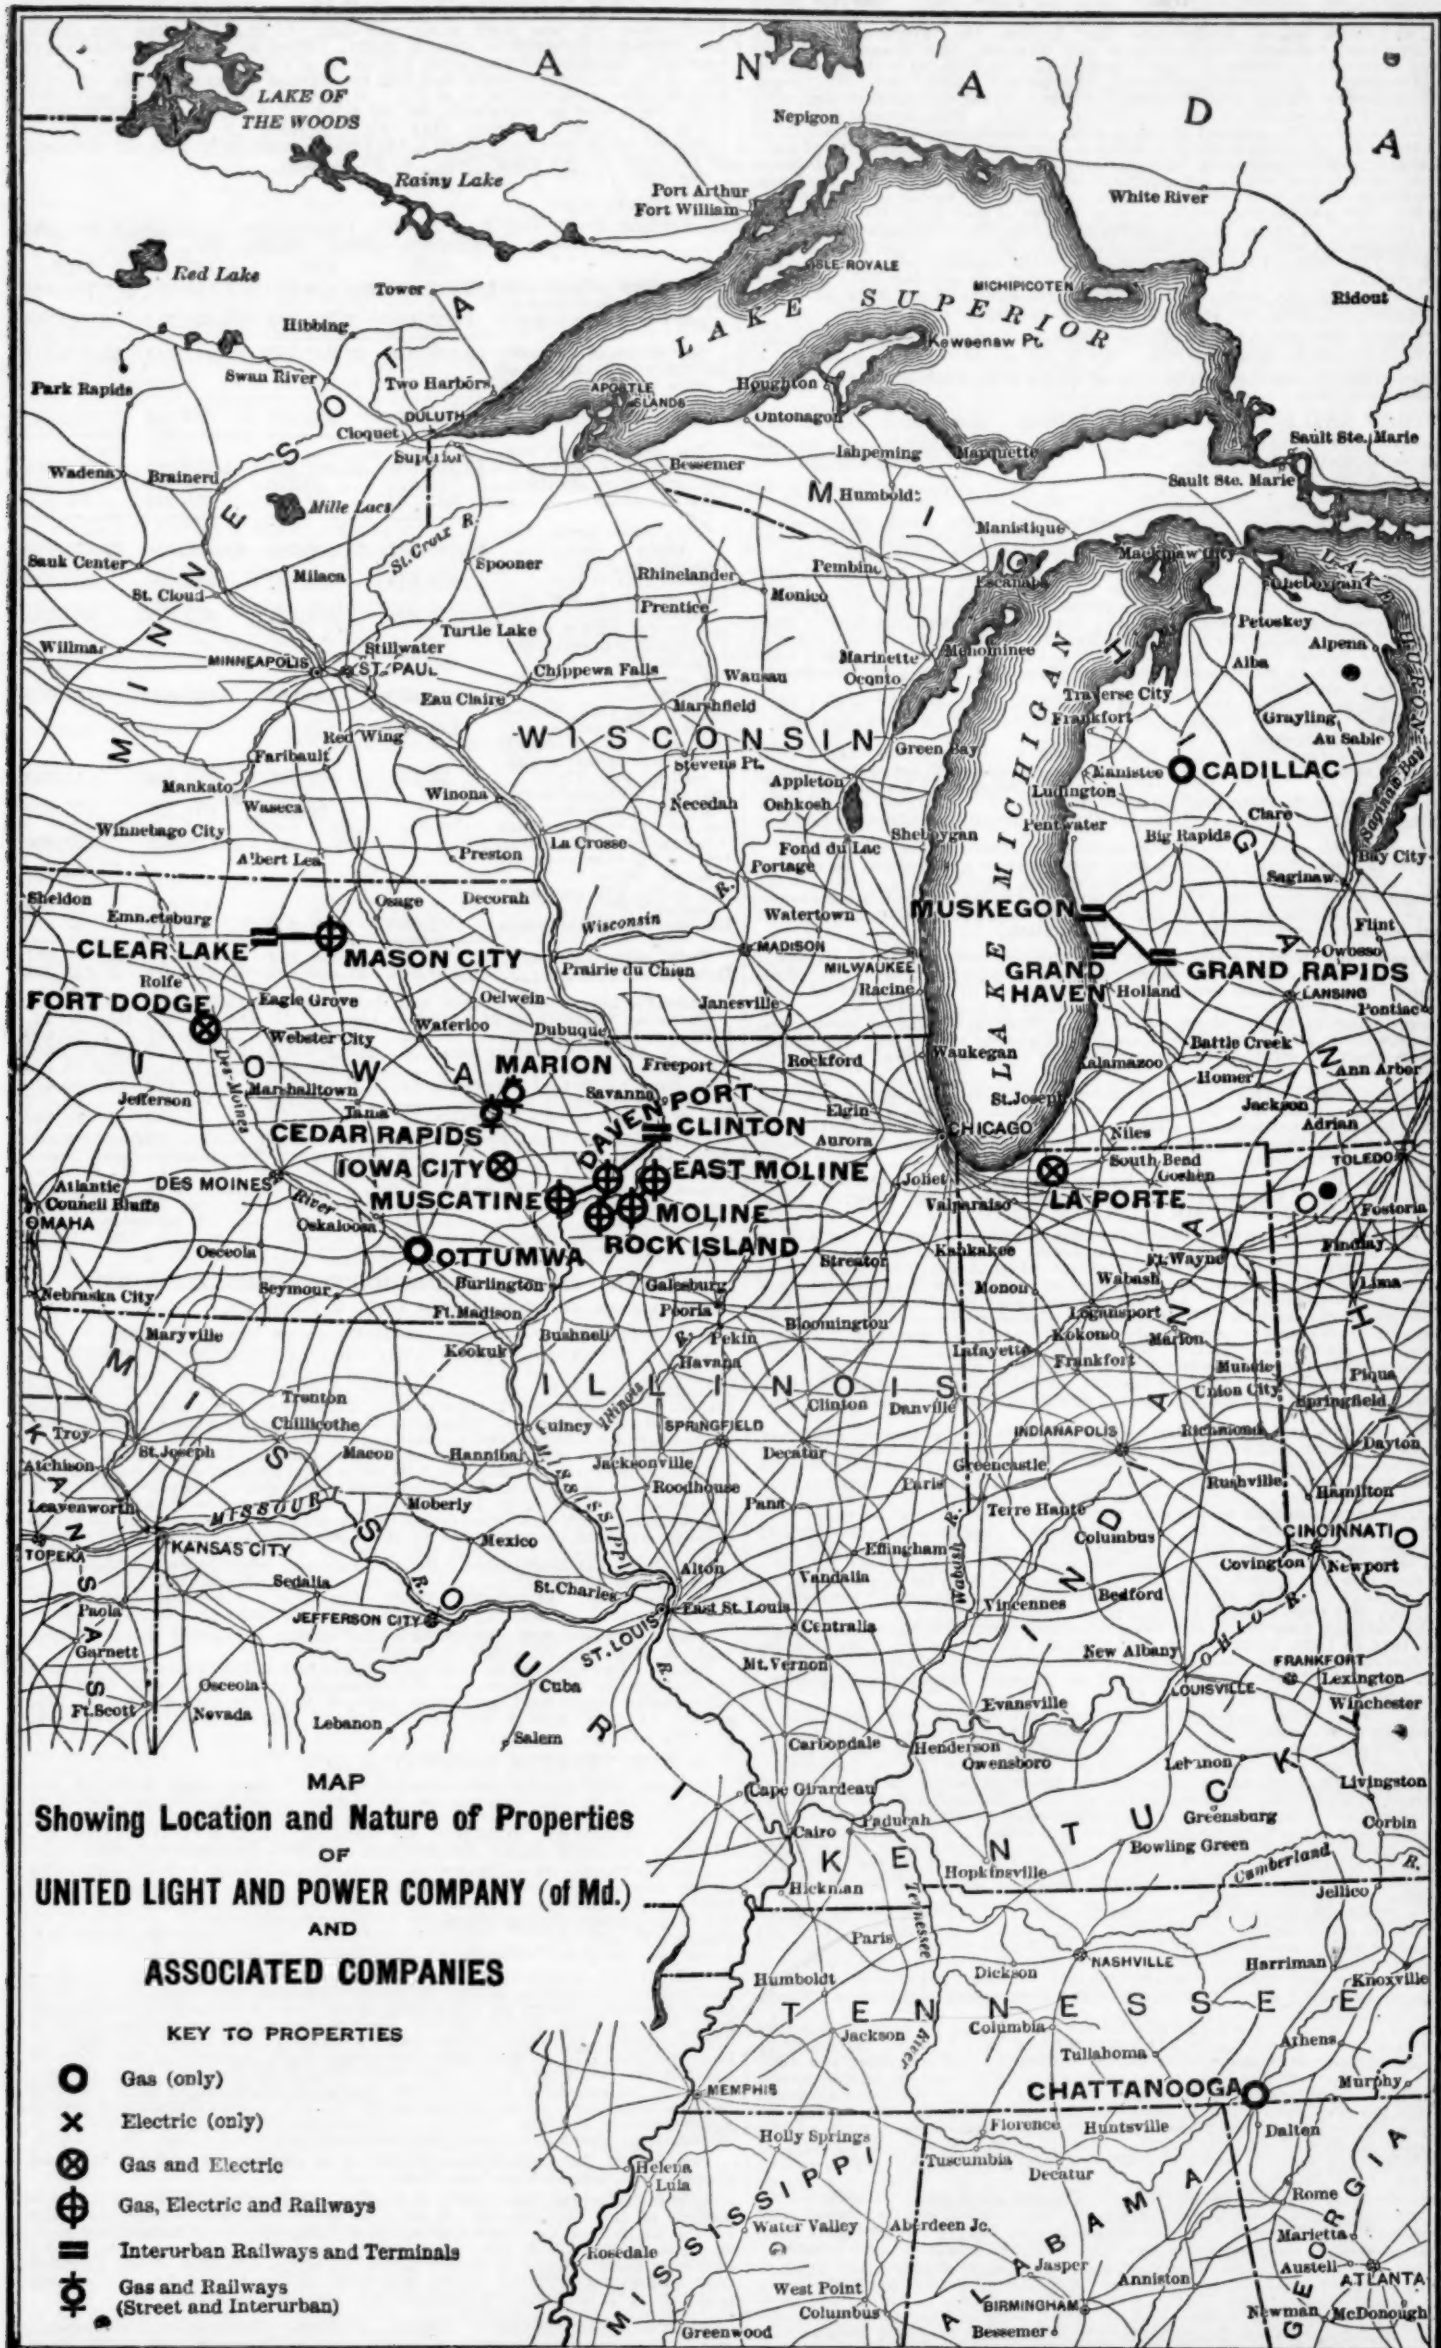 C A N A D A
LAKE OF
THE WOODS
Nepigon
Rainy Lake
Port Arthur
Fort William
White River
Red Lake
ISLE ROYALE
MICHIPICOTEN
Tower
LAKE SUPERIOR
Ridout
Hibbing
Keweenaw Pt.
Swan River
Two Harbors
Park Rapids
APOSTLE
ISLANDS
Houghton
DULUTH
Ontonagon
Cloquet
Superior
Sault Ste. Marie
Wadena
Brainerd
Bessemer
Ishpeming
Marquette
Sault Ste. Marie
MINNESOTA
Mille Lacs
Humboldt
MICHIGAN
St. Croix R.
Manistique
Sauk Center
Milaca
Spooner
Rhinelander
Pembine
Escanaba
Mackinaw City
Cheboygan
LAKE HURON
St. Cloud
Prentice
Monico
Turtle Lake
Petoskey
Willmar
MINNEAPOLIS
Stillwater
ST. PAUL
Chippewa Falls
Wausau
Marinette
Menominee
Oconto
Alba
Alpena
Eau Claire
Marshfield
Traverse City
Frankfort
Grayling
Au Sable
Red Wing
WISCONSIN
Green Bay
LAKE MICHIGAN
Faribault
Stevens Pt.
Appleton
Manistee
CADILLAC
Saginaw Bay
Mankato
Waseca
Winona
Necedah
Oshkosh
Ludington
Winnebago City
La Crosse
Sheboygan
Pentwater
Big Rapids
Clare
Albert Lea
Preston
Fond du Lac
Portage
Bay City
Saginaw
Sheldon
Emmetsburg
Osage
Decorah
Wisconsin R.
Watertown
MUSKEGON
Flint
CLEAR LAKE
MASON CITY
Prairie du Chien
MADISON
MILWAUKEE
GRAND
HAVEN
GRAND RAPIDS
Owosso
Rolfe
Racine
Holland
LANSING
Pontiac
FORT DODGE
Eagle Grove
Oelwein
Janesville
Webster City
Waterloo
Dubuque
Battle Creek
IOWA
MARION
Freeport
Rockford
Waukegan
Kalamazoo
Homer
Ann Arbor
Jefferson
Des Moines
Marshalltown
Tama
Savanna
Elgin
St. Joseph
Jackson
Adrian
CEDAR RAPIDS
DAVENPORT
CLINTON
Aurora
CHICAGO
Niles
IOWA CITY
EAST MOLINE
South Bend
Goshen
TOLEDO
Atlantic
Council Bluffs
OMAHA
DES MOINES
River
MUSCATINE
MOLINE
Joliet
Valparaiso
LA PORTE
Fostoria
Oskaloosa
ROCK ISLAND
Osceola
OTTUMWA
Streator
Kankakee
Ft. Wayne
Findlay
Nebraska City
Seymour
Burlington
Galesburg
Monon
Wabash
Lima
Ft. Madison
Peoria
Bloomington
Logansport
Maryville
Bushnell
Pekin
Kokomo
Marion
Keokuk
Havana
Lafayette
Frankfort
Muncie
Piqua
ILLINOIS
Illinois R.
Trenton
Quincy
Clinton
Danville
Union City
Springfield
Troy
Chillicothe
SPRINGFIELD
INDIANAPOLIS
Richmond
St. Joseph
Macon
Hannibal
Decatur
Dayton
Atchison
Jacksonville
Greencastle
Leavenworth
Roodhouse
Paris
Rushville
MISSOURI R.
Moberly
MISSISSIPPI R.
Pana
Terre Haute
Hamilton
KANSAS
TOPEKA
KANSAS CITY
Mexico
Effingham
Wabash R.
Columbus
CINCINNATI
OHIO
Sedalia
St. Charles
Alton
Vandalia
Covington
Newport
Paola
East St. Louis
Vincennes
Bedford
INDIANA
JEFFERSON CITY
ST. LOUIS
Centralia
Garnett
New Albany
OHIO R.
Mt. Vernon
FRANKFORT
Lexington
Osceola
Cuba
LOUISVILLE
Winchester
Ft. Scott
Nevada
Lebanon
Evansville
Salem
MISSOURI
Carbondale
Henderson
Owensboro
Lebanon
Livingston
Cape Girardeau
Greensburg
Corbin
Cairo
Paducah
KENTUCKY
Bowling Green
Cumberland R.
Hopkinsville
Hickman
Jellico
MAP
Showing Location and Nature of Properties
OF
UNITED LIGHT AND POWER COMPANY (of Md.)
AND
ASSOCIATED COMPANIES
Paris
Tennessee
River
NASHVILLE
Harriman
Dickson
Knoxville
Humboldt
TENNESSEE
Jackson
Columbia
Athens
Tullahoma
MEMPHIS
CHATTANOOGA
Murphy
Florence
Huntsville
Dalton
Holly Springs
Tuscumbia
Decatur
Helena
Lula
Rome
MISSISSIPPI
Water Valley
Aberdeen Jc.
ALABAMA
GEORGIA
Marietta
Rosedale
Jasper
Austell
Anniston
ATLANTA
West Point
Columbus
BIRMINGHAM
Newman
McDonough
Greenwood
Bessemer
KEY TO PROPERTIES
Gas (only)
Electric (only)
Gas and Electric
Gas, Electric and Railways
Interurban Railways and Terminals
Gas and Railways
(Street and Interurban)